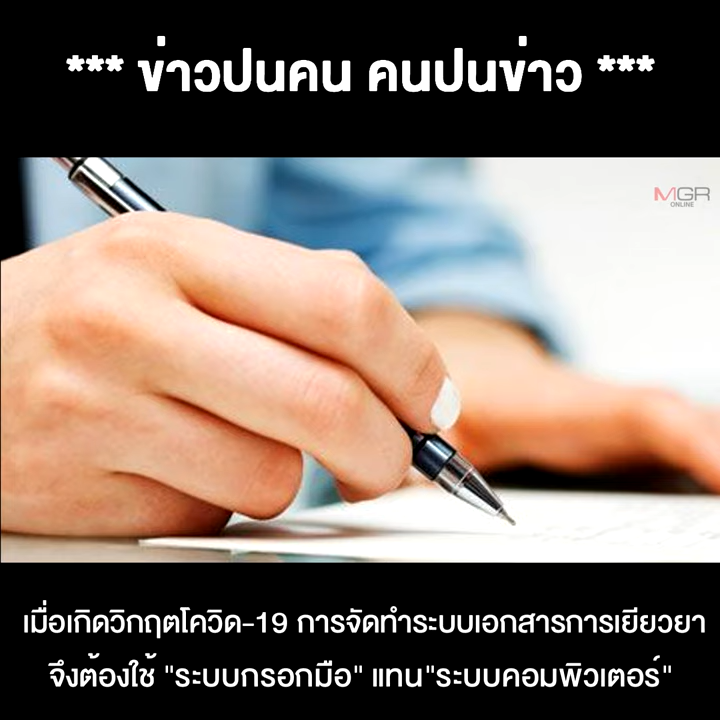 *** ข่าวปนคน คนปนข่าว ***
MGR
ONLINE
เมื่อเกิดวิกฤตโควิด-19 การจัดทำระบบเอกสารการเยียวยา
จึงต้องใช้ "ระบบกรอกมือ" แทน"ระบบคอมพิวเตอร์"